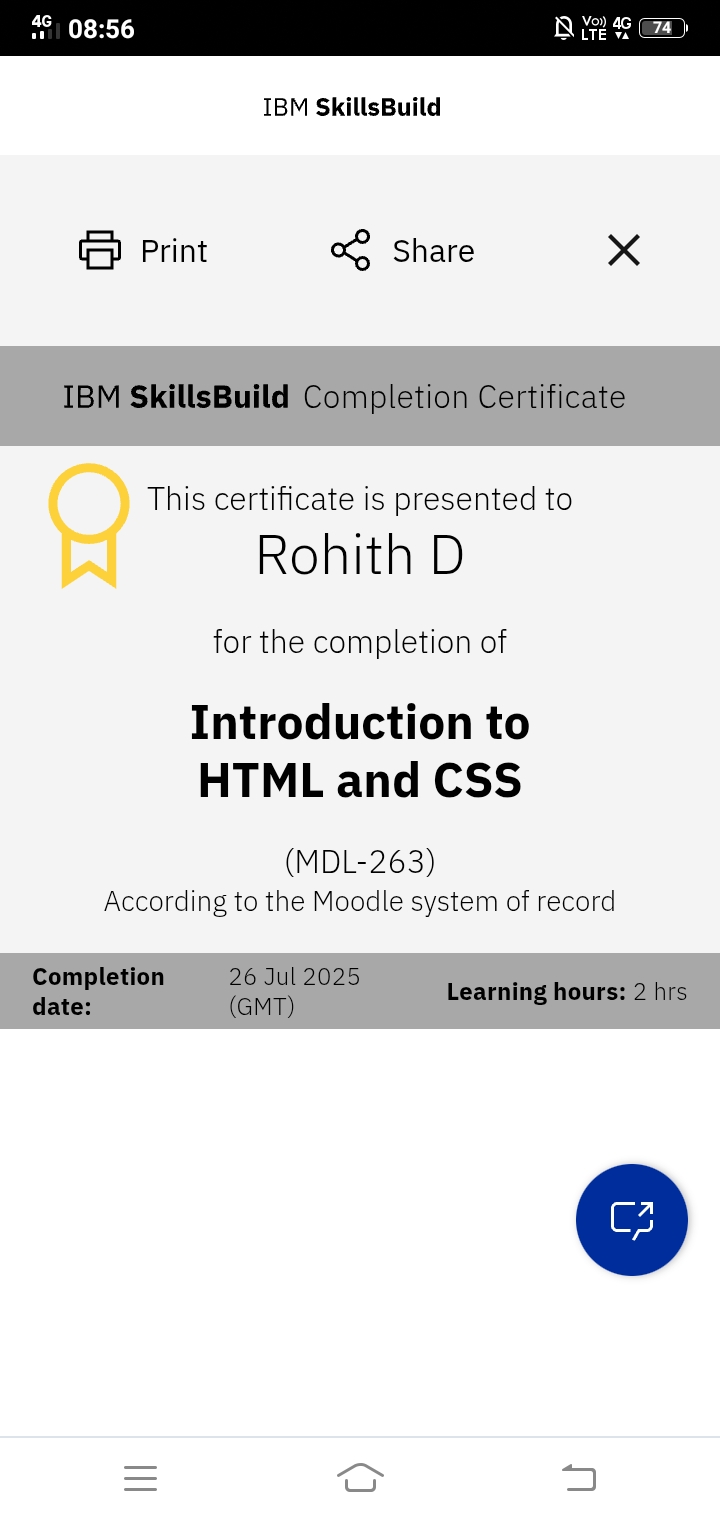 4G 08:56 Vo)) LTE 4G 74
IBM SkillsBuild
Print Share
IBM SkillsBuild Completion Certificate
This certificate is presented to
Rohith D
for the completion of
Introduction to
HTML and CSS
(MDL-263)
According to the Moodle system of record
Completion date: 26 Jul 2025 (GMT) Learning hours: 2 hrs